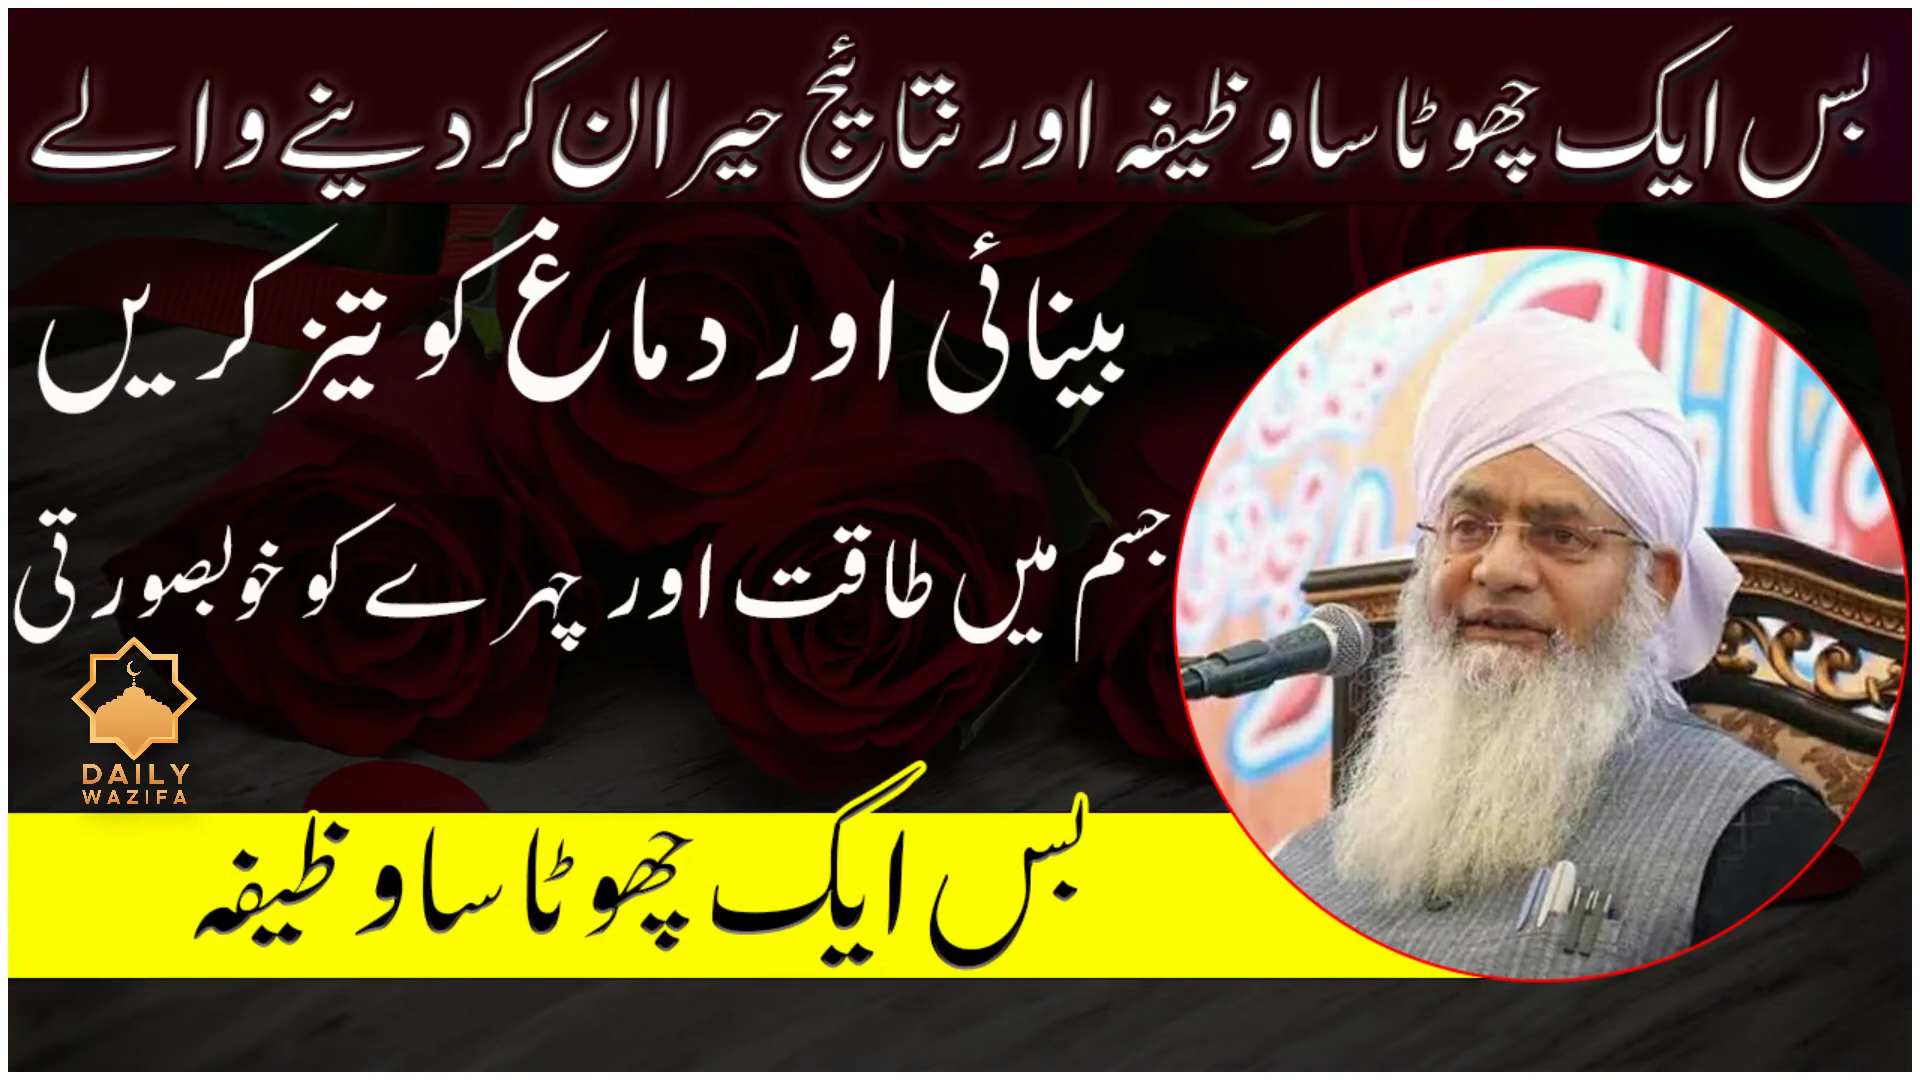 بس ایک چھوٹا سا وظیفہ اور نتائج حیران کر دینے والے
بینائی اور دماغ کو تیز کریں
جسم میں طاقت اور چہرے کو خوبصورتی
DAILY
WAZIFA
بس ایک چھوٹا سا وظیفہ